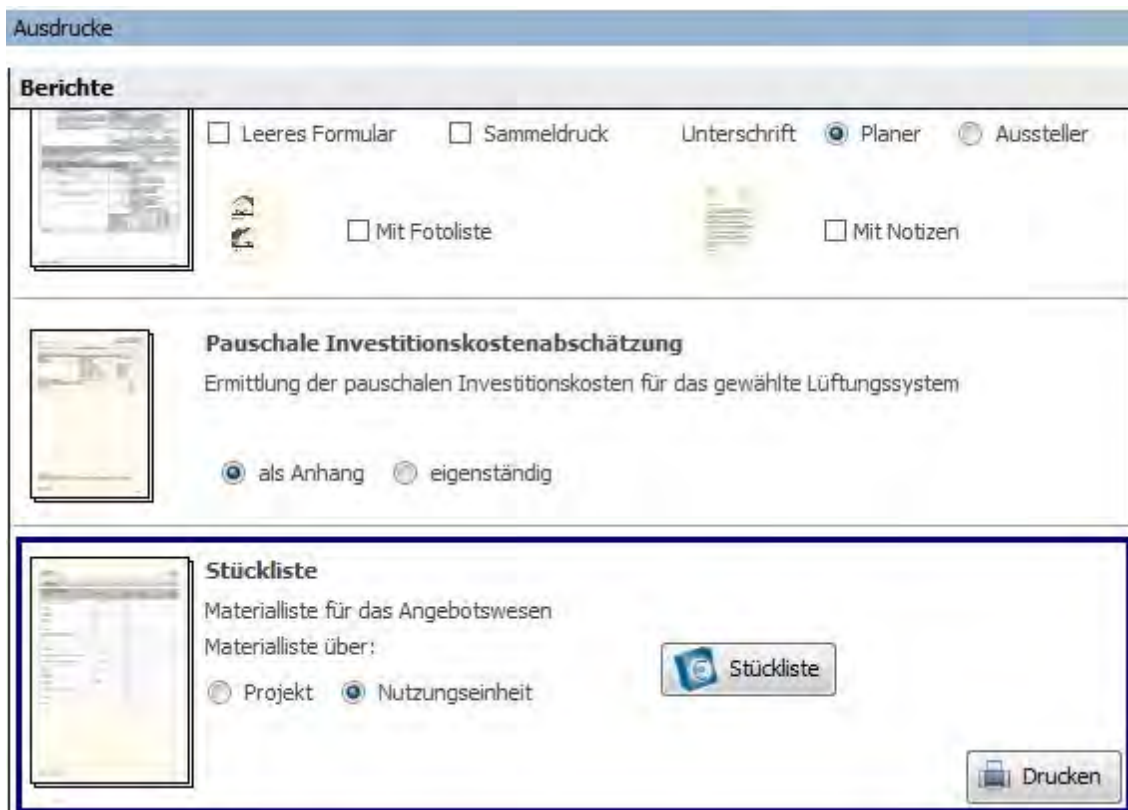 Ausdrucke
Berichte
Leeres Formular Sammeldruck Unterschrift Planer Aussteller
Mit Fotoliste Mit Notizen
Pauschale Investitionskostenabschätzung
Ermittlung der pauschalen Investitionskosten für das gewählte Lüftungssystem
als Anhang eigenständig
Stückliste
Materialliste für das Angebotswesen
Materialliste über:
Stückliste
Projekt Nutzungseinheit
Drucken